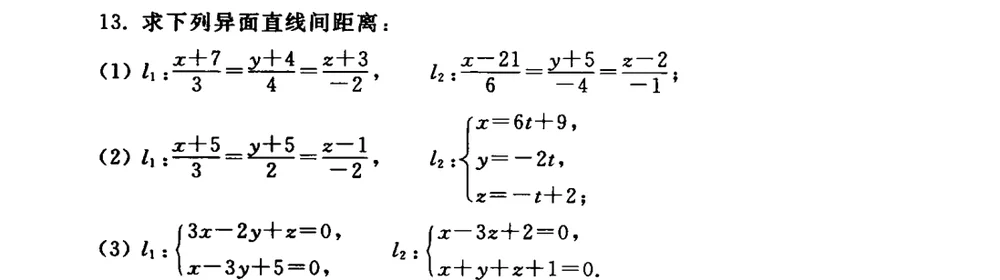 13. 求下列异面直线间距离：
(1) l₁: (x+7)/3 = (y+4)/4 = (z+3)/(-2), l₂: (x-21)/6 = (y+5)/(-4) = (z-2)/(-1);
(2) l₁: (x+5)/3 = (y+5)/2 = (z-1)/(-2), l₂: { x=6t+9, y=-2t, z=-t+2;
(3) l₁: { 3x-2y+z=0, x-3y+5=0, l₂: { x-3z+2=0, x+y+z+1=0.